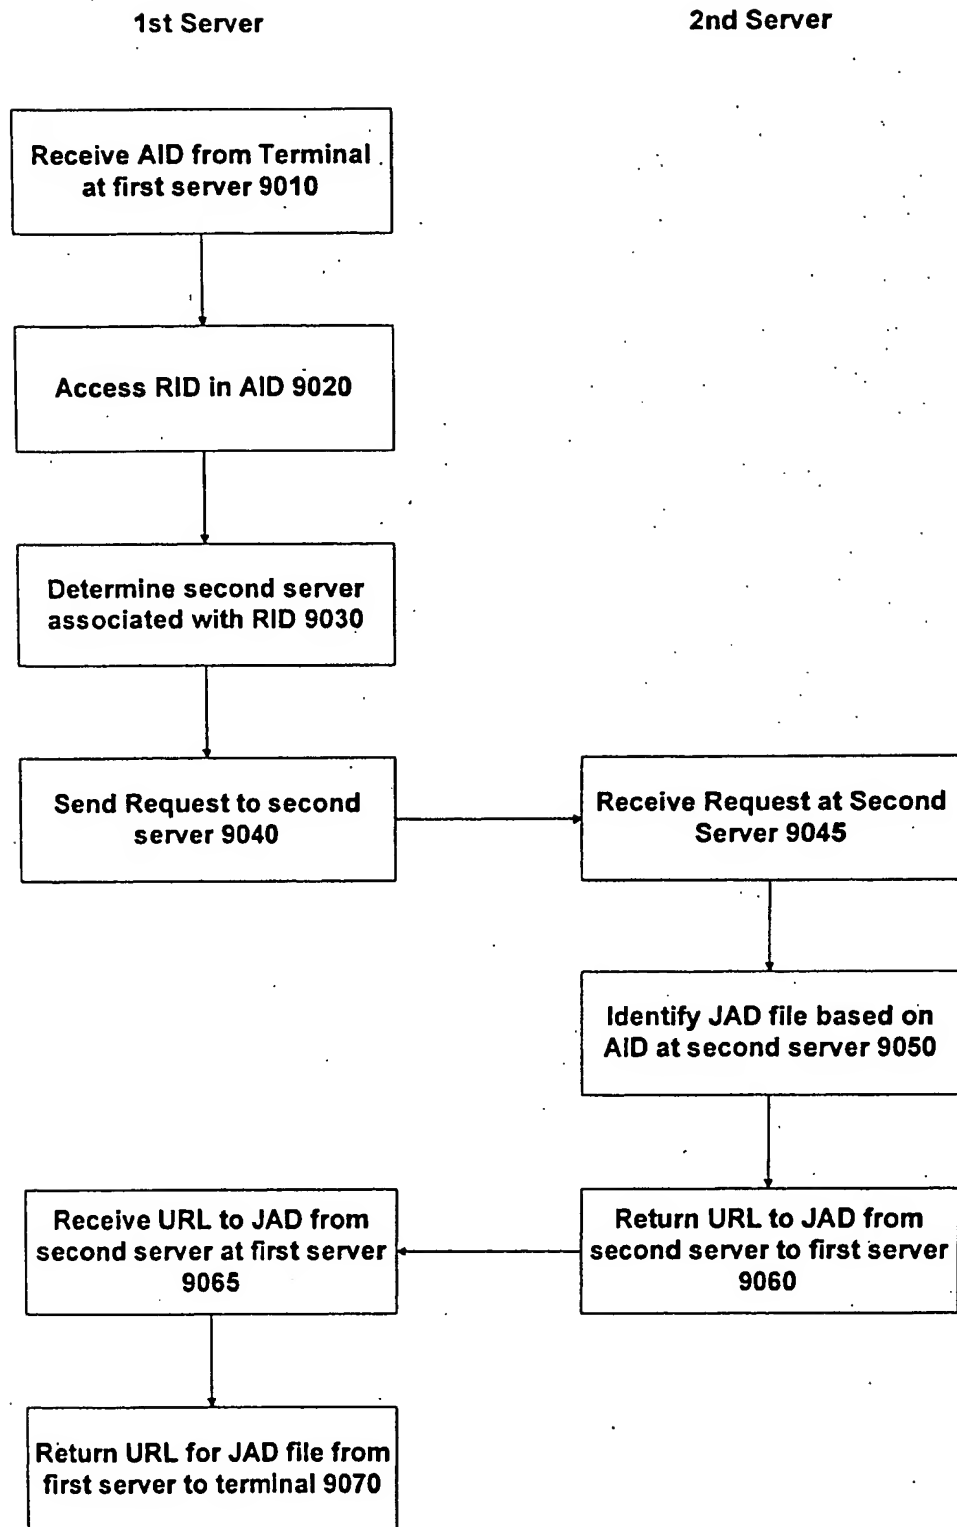 1st Server
2nd Server
Receive AID from Terminal
at first server 9010
Access RID in AID 9020
Determine second server
associated with RID 9030
Send Request to second
server 9040
Receive Request at Second
Server 9045
Identify JAD file based on
AID at second server 9050
Return URL to JAD from
second server to first server
9060
Receive URL to JAD from
second server at first server
9065
Return URL for JAD file from
first server to terminal 9070